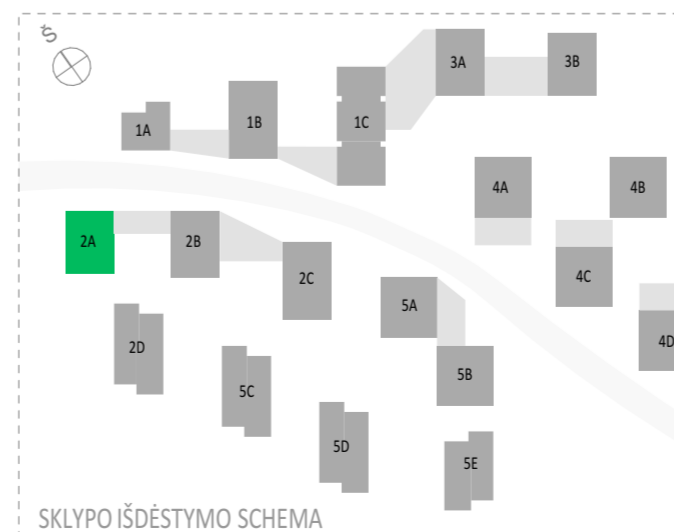 Š
3A
3B
1A
1B
1C
4A
4B
2A
2B
2C
4C
5A
4D
2D
5B
5C
5D
5E
SKLYPO IŠDĖSTYMO SCHEMA